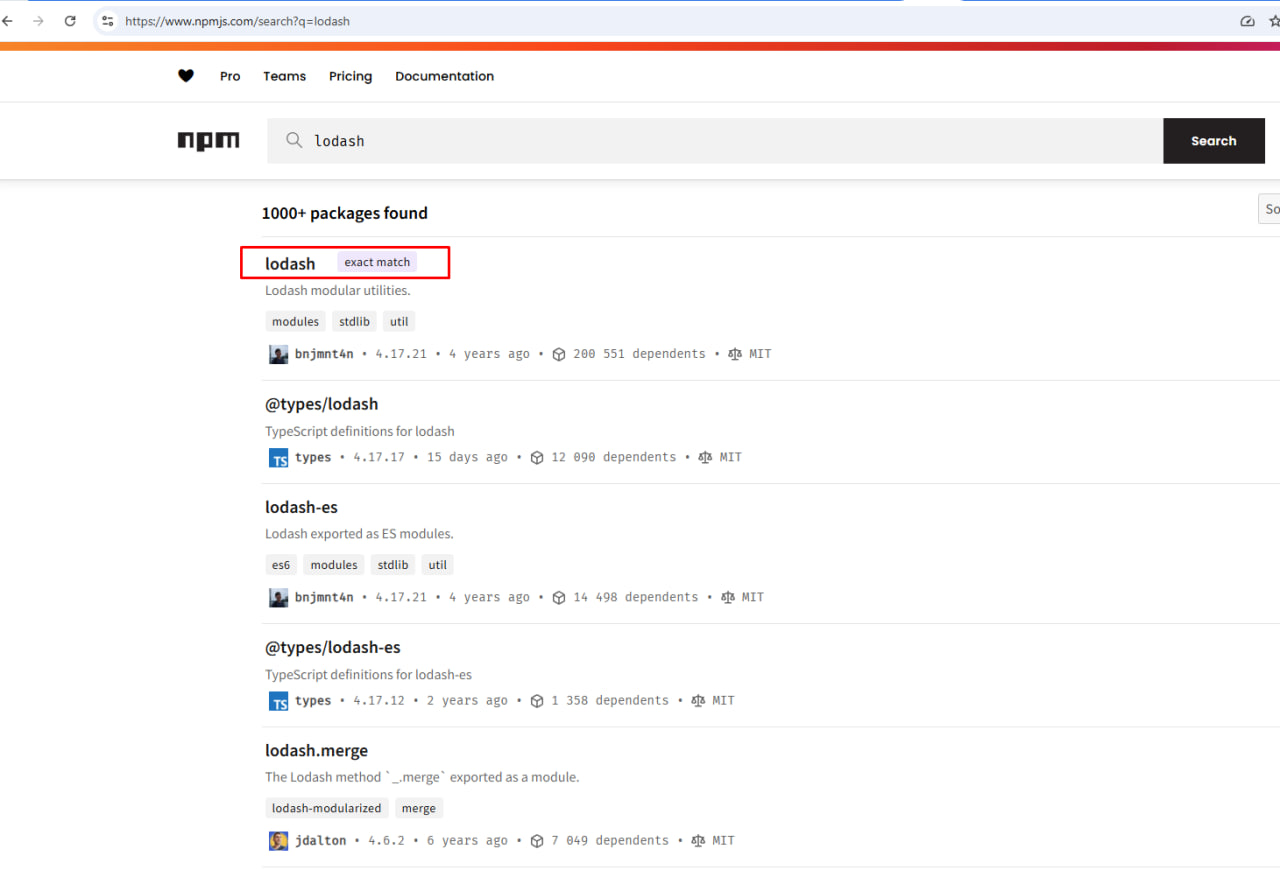 https://www.npmjs.com/search?q=lodash
Pro Teams Pricing Documentation
npm lodash Search
1000+ packages found
So
lodash exact match
Lodash modular utilities.
modules stdlib util
bnjmnt4n • 4.17.21 • 4 years ago • 200 551 dependents • MIT
@types/lodash
TypeScript definitions for lodash
TS types • 4.17.17 • 15 days ago • 12 090 dependents • MIT
lodash-es
Lodash exported as ES modules.
es6 modules stdlib util
bnjmnt4n • 4.17.21 • 4 years ago • 14 498 dependents • MIT
@types/lodash-es
TypeScript definitions for lodash-es
TS types • 4.17.12 • 2 years ago • 1 358 dependents • MIT
lodash.merge
The Lodash method `_.merge` exported as a module.
lodash-modularized merge
jdalton • 4.6.2 • 6 years ago • 7 049 dependents • MIT